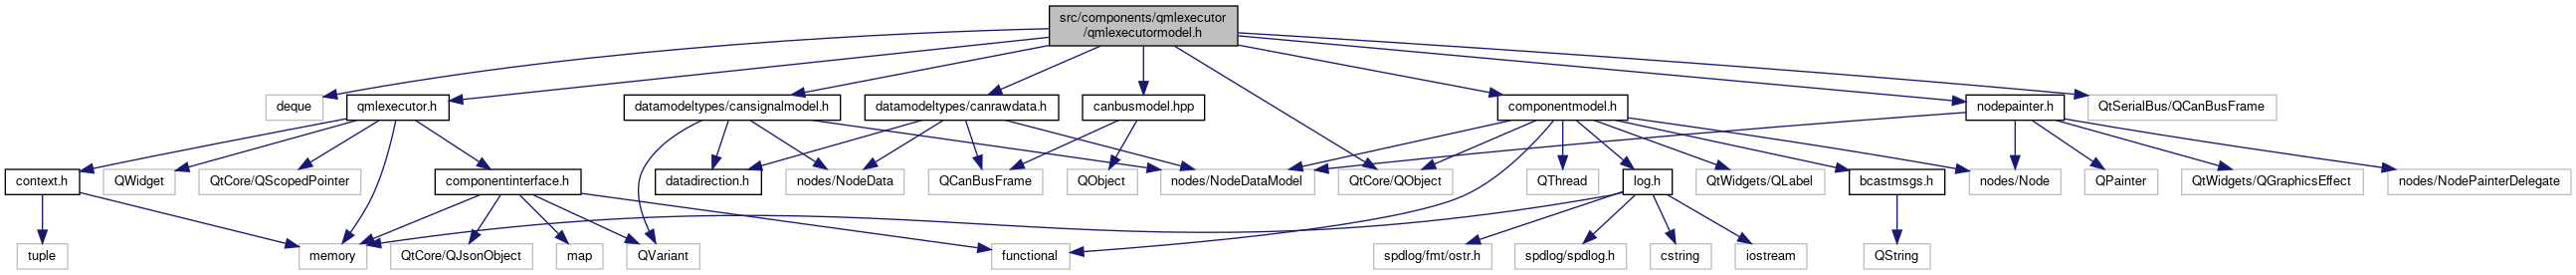 src/components/qmlexecutor
/qmlexecutormodel.h
deque
qmlexecutor.h
datamodeltypes/cansignalmodel.h
datamodeltypes/canrawdata.h
canbusmodel.hpp
componentmodel.h
nodepainter.h
QtSerialBus/QCanBusFrame
context.h
QWidget
QtCore/QScopedPointer
componentinterface.h
datadirection.h
nodes/NodeData
QCanBusFrame
QObject
nodes/NodeDataModel
QtCore/QObject
QThread
log.h
QtWidgets/QLabel
bcastmsgs.h
nodes/Node
QPainter
QtWidgets/QGraphicsEffect
nodes/NodePainterDelegate
tuple
memory
QtCore/QJsonObject
map
QVariant
functional
spdlog/fmt/ostr.h
spdlog/spdlog.h
cstring
iostream
QString